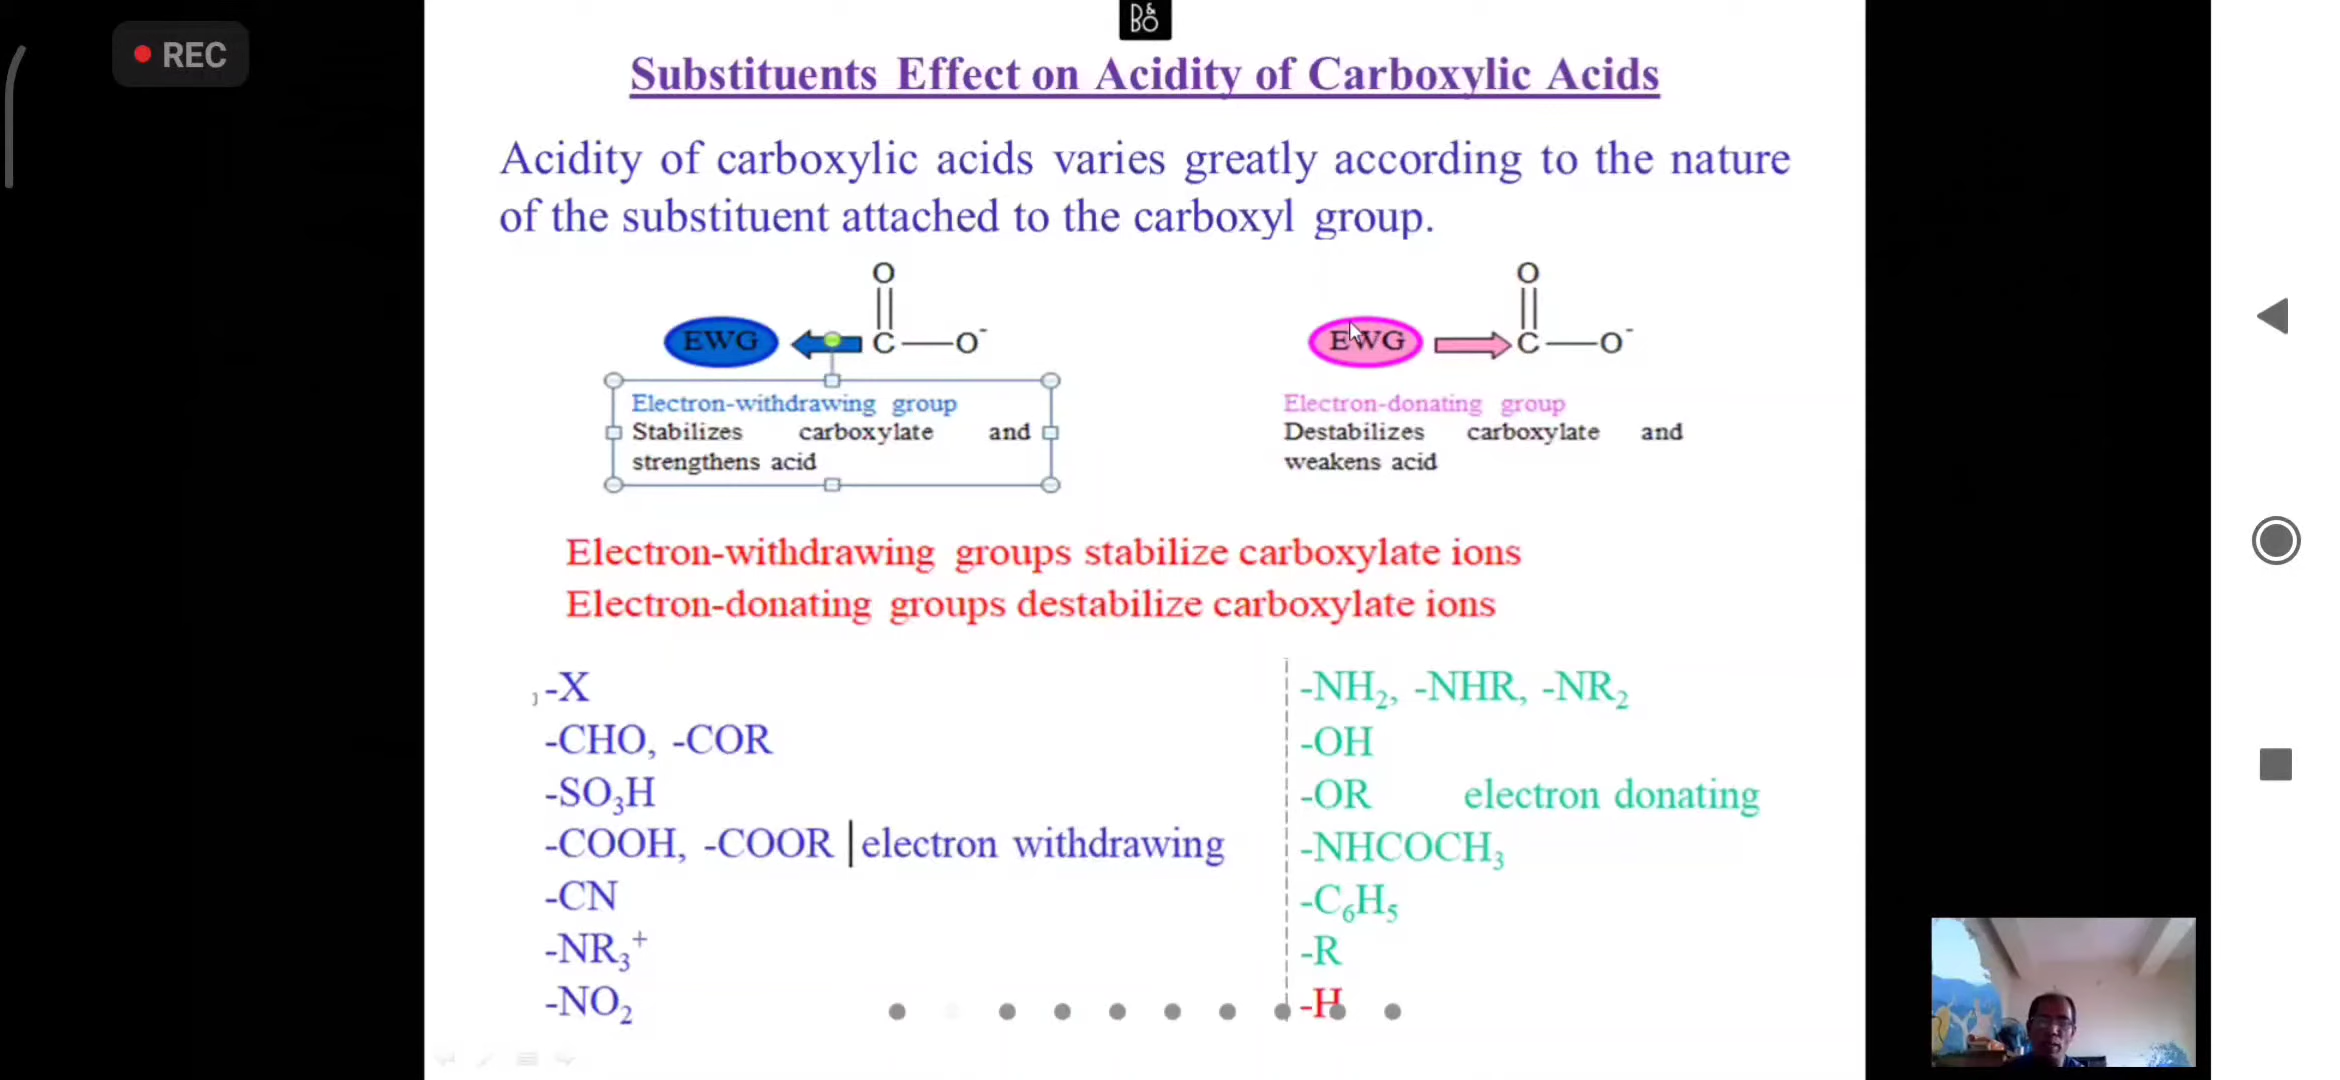 B&O
REC
Substituents Effect on Acidity of Carboxylic Acids
Acidity of carboxylic acids varies greatly according to the nature
of the substituent attached to the carboxyl group.
O
EWG C O-
Electron-withdrawing group
Stabilizes carboxylate and
strengthens acid
O
EWG C O-
Electron-donating group
Destabilizes carboxylate and
weakens acid
Electron-withdrawing groups stabilize carboxylate ions
Electron-donating groups destabilize carboxylate ions
-X
-CHO, -COR
-SO₃H
-COOH, -COOR electron withdrawing
-CN
-NR₃⁺
-NO₂
-NH₂, -NHR, -NR₂
-OH
-OR electron donating
-NHCOCH₃
-C₆H₅
-R
-H